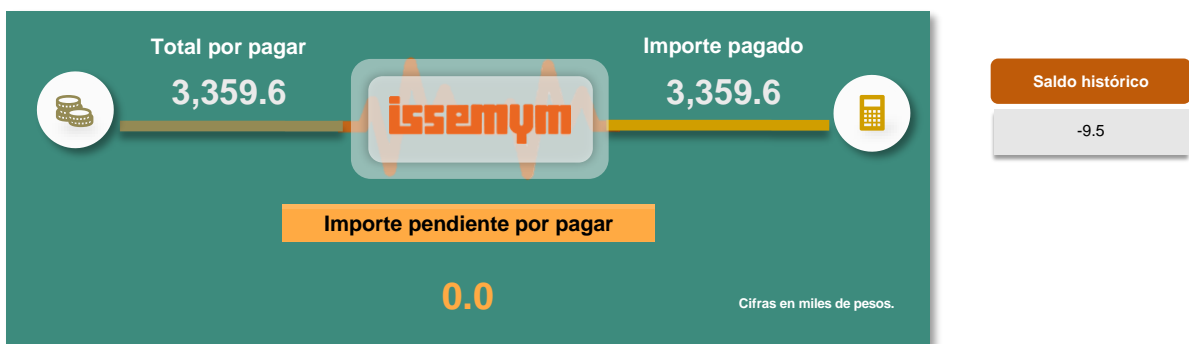 Total por pagar
3,359.6
issemym
Importe pagado
3,359.6
Saldo histórico
-9.5
Importe pendiente por pagar
0.0
Cifras en miles de pesos.